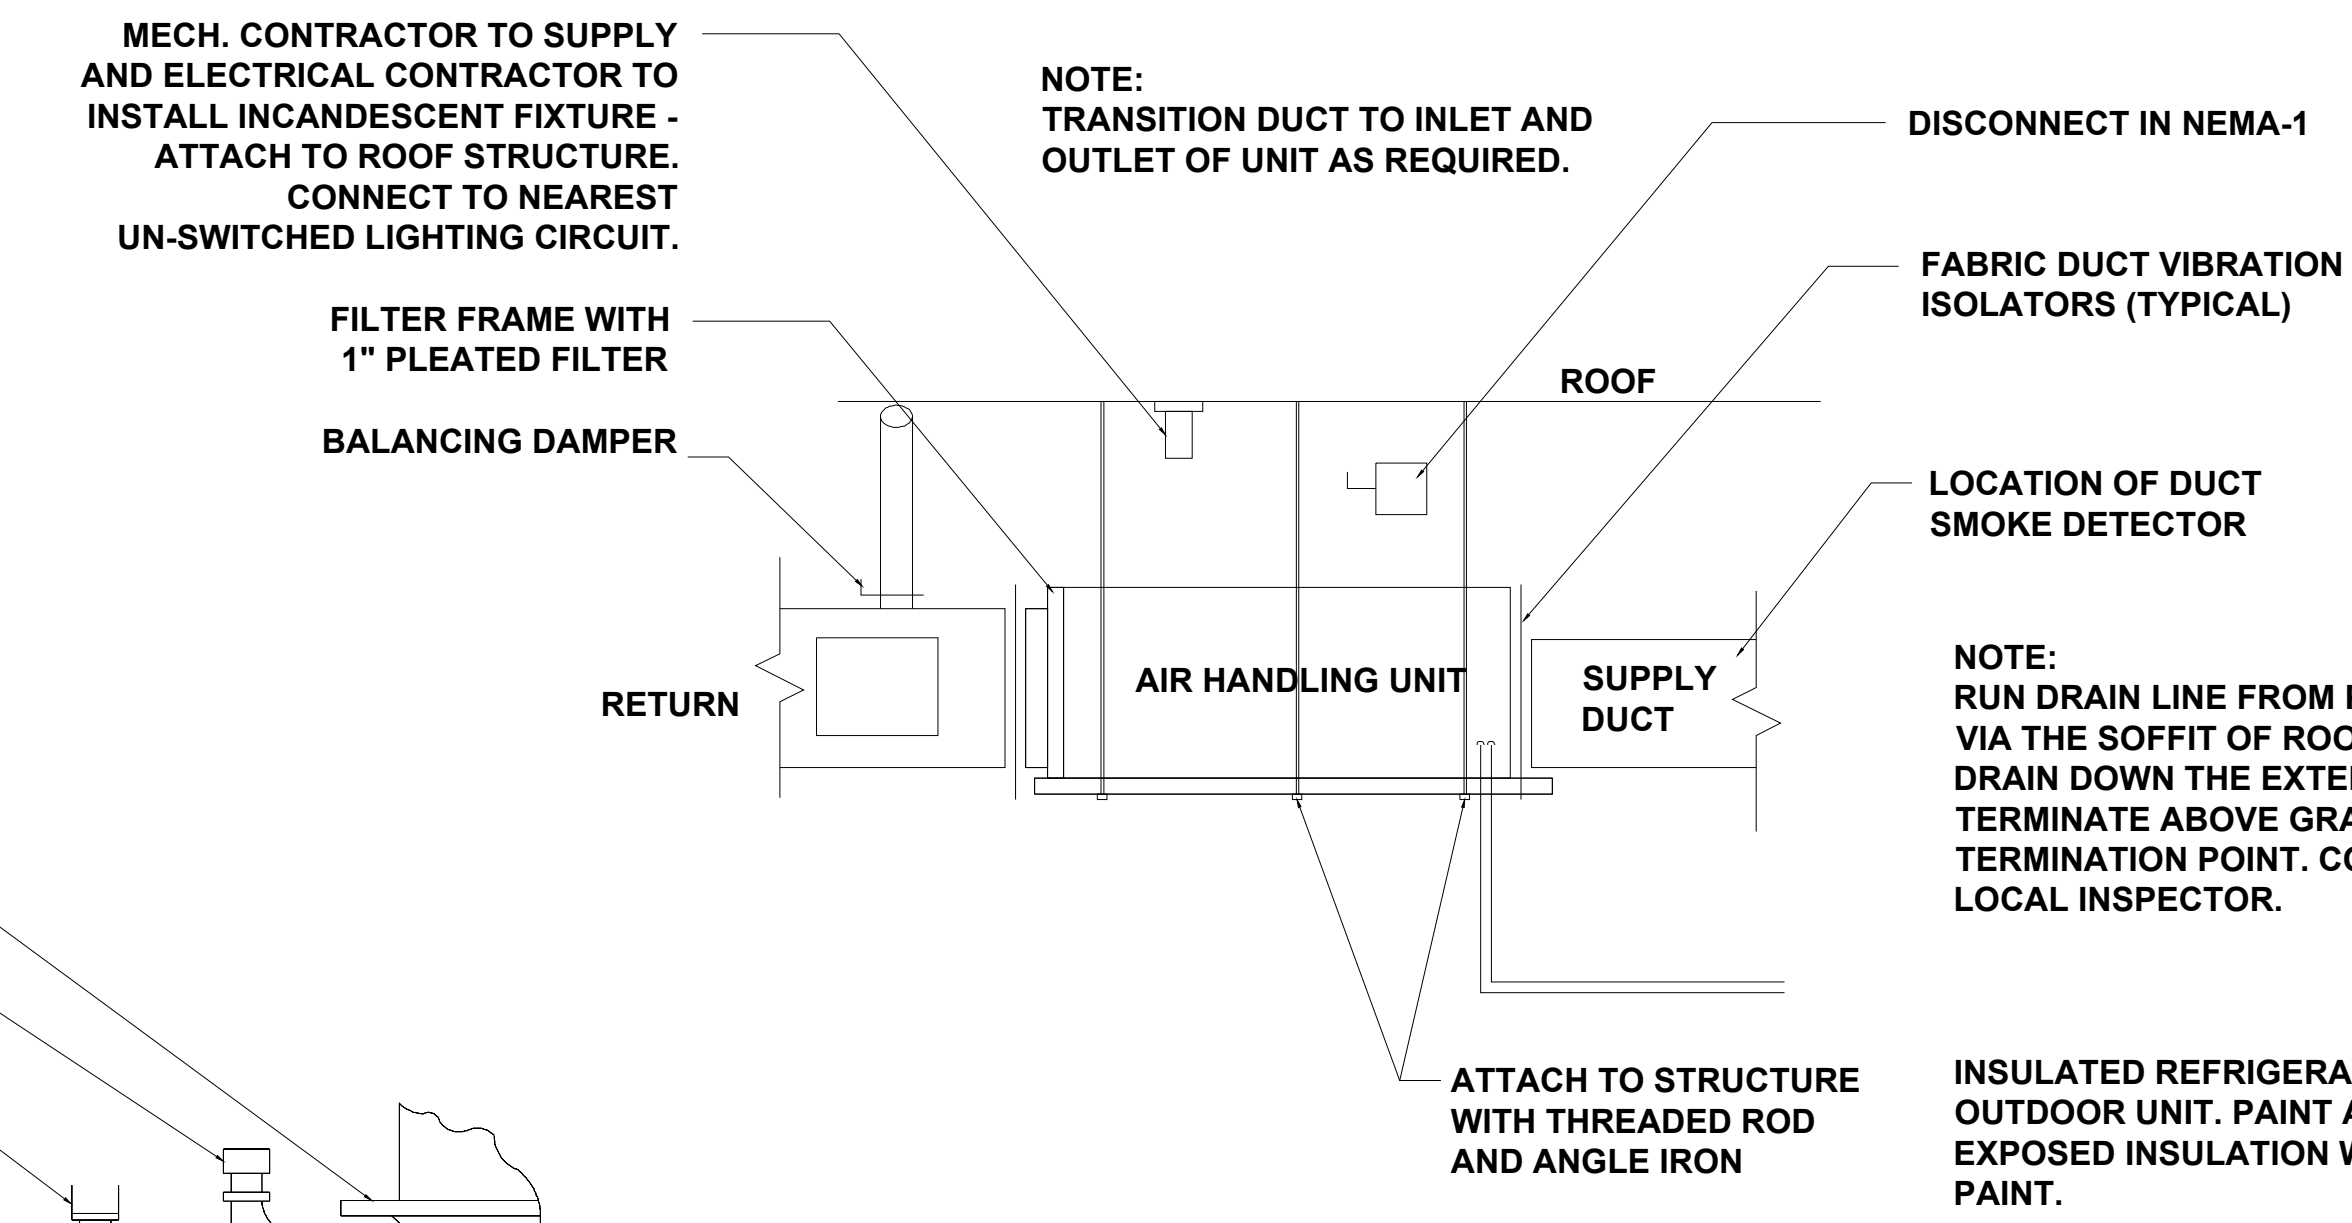 MECH. CONTRACTOR TO SUPPLY
AND ELECTRICAL CONTRACTOR TO
INSTALL INCANDESCENT FIXTURE -
ATTACH TO ROOF STRUCTURE.
CONNECT TO NEAREST
UN-SWITCHED LIGHTING CIRCUIT.
NOTE:
TRANSITION DUCT TO INLET AND
OUTLET OF UNIT AS REQUIRED.
DISCONNECT IN NEMA-1
FABRIC DUCT VIBRATION
ISOLATORS (TYPICAL)
FILTER FRAME WITH
1" PLEATED FILTER
ROOF
BALANCING DAMPER
LOCATION OF DUCT
SMOKE DETECTOR
RETURN
AIR HANDLING UNIT
SUPPLY
DUCT
NOTE:
RUN DRAIN LINE FROM
VIA THE SOFFIT OF
DRAIN DOWN THE
TERMINATE ABOVE
TERMINATION POINT.
LOCAL INSPECTOR.
ATTACH TO STRUCTURE
WITH THREADED ROD
AND ANGLE IRON
INSULATED
OUTDOOR UNIT. PAINT
EXPOSED INSULATION
PAINT.